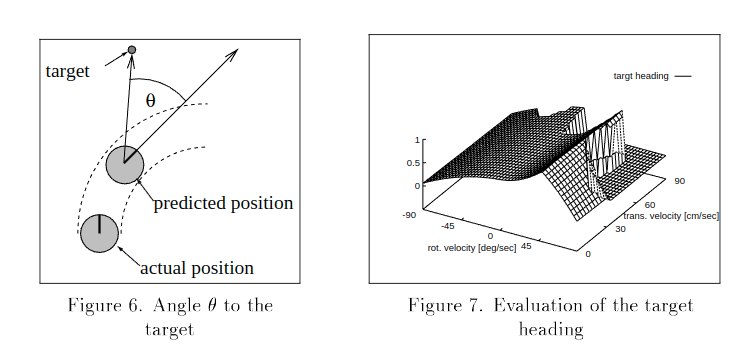 target
θ
predicted position
actual position
Figure 6. Angle θ to the
target
targt heading
1
0.5
0
-90
-45
0
45
rot. velocity [deg/sec]
90
60
30
0
trans. velocity [cm/sec]
Figure 7. Evaluation of the target
heading